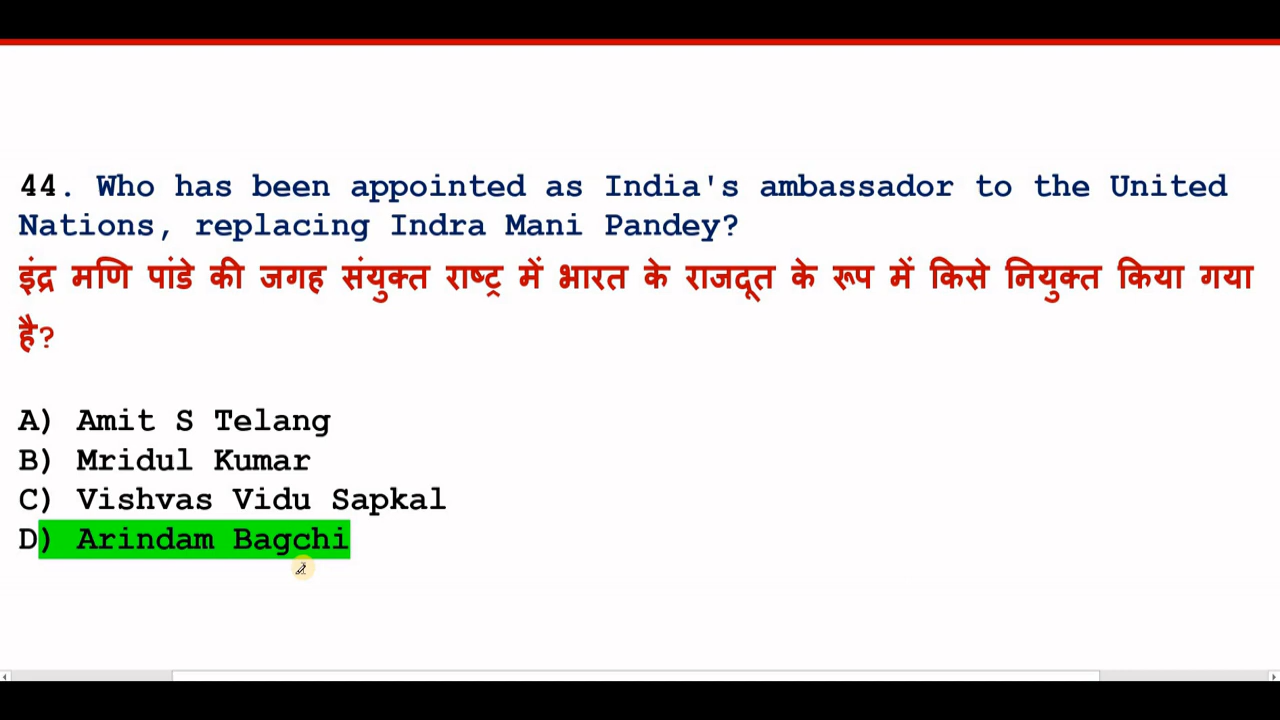 44. Who has been appointed as India's ambassador to the United
Nations, replacing Indra Mani Pandey?
इंद्र मणि पांडे की जगह संयुक्त राष्ट्र में भारत के राजदूत के रूप में किसे नियुक्त किया गया
है?
A) Amit S Telang
B) Mridul Kumar
C) Vishvas Vidu Sapkal
D) Arindam Bagchi